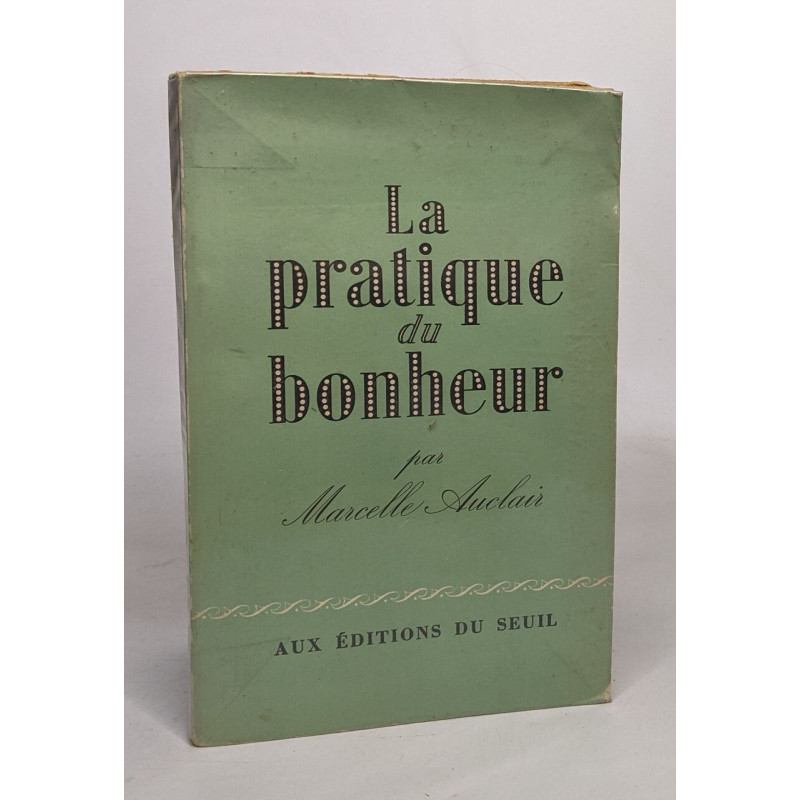 La
pratique
du
bonheur
par
Marcelle Auclair
AUX ÉDITIONS DU SEUIL